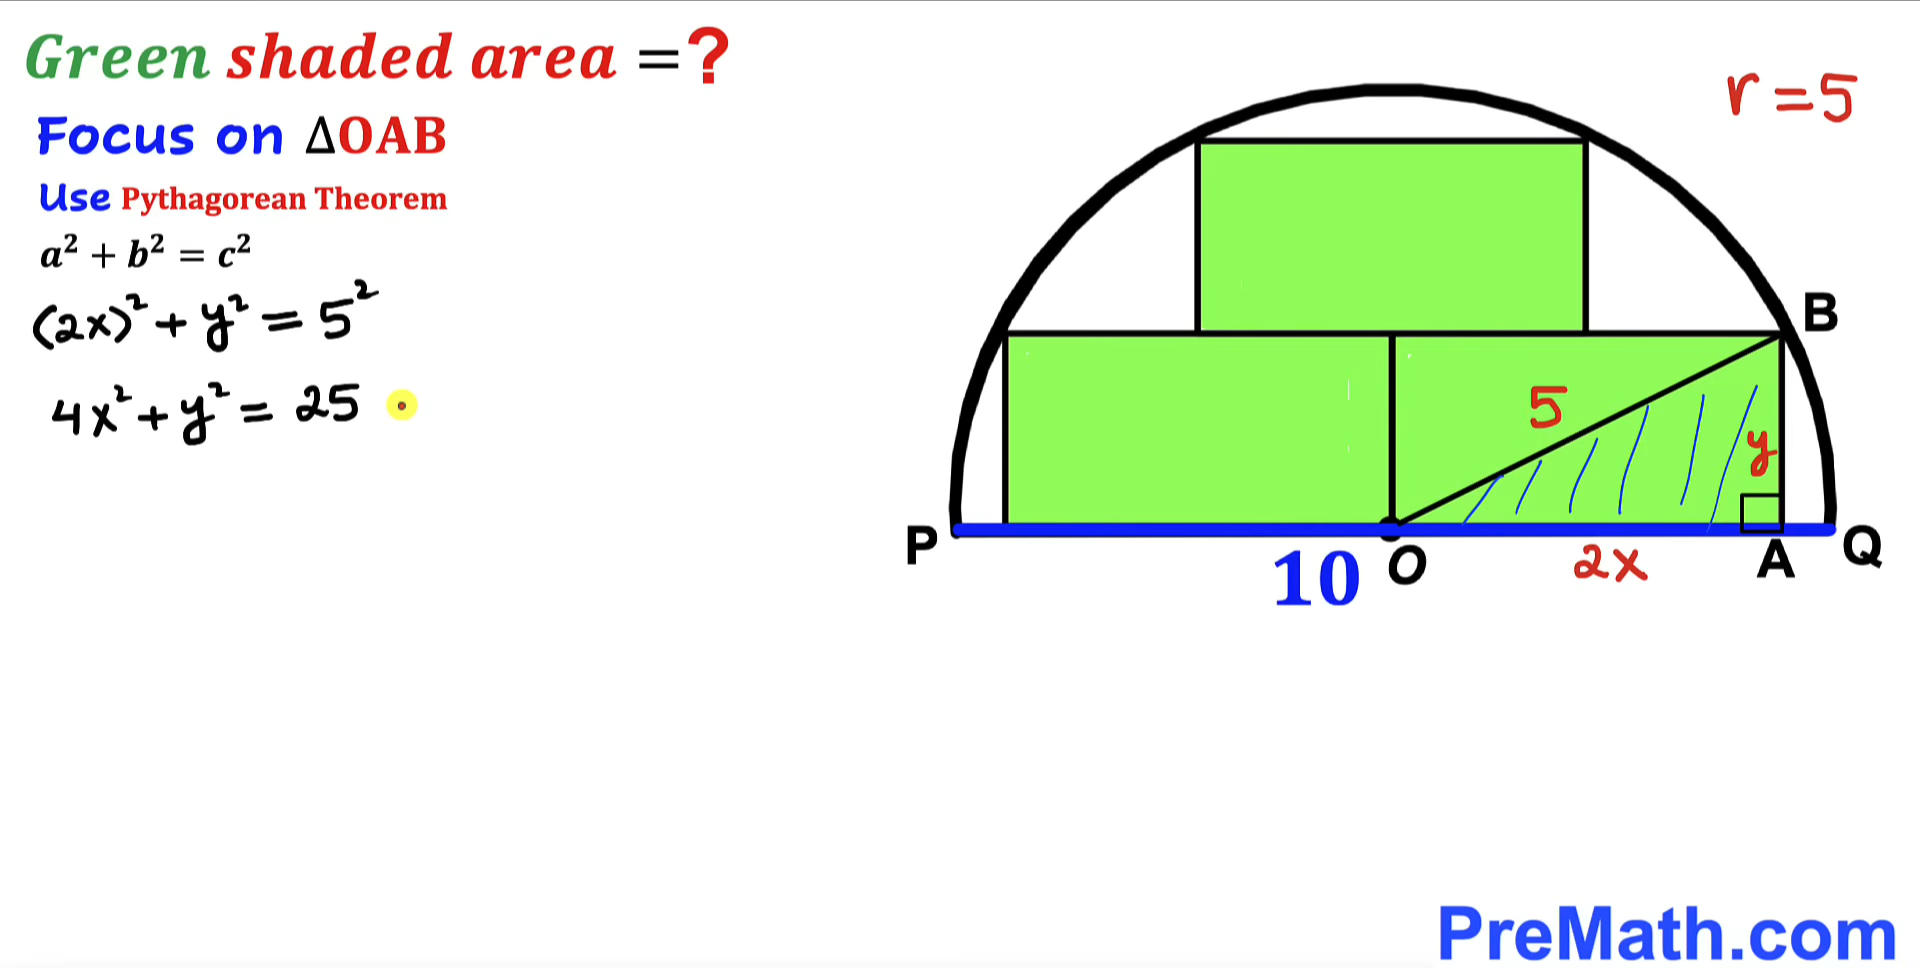 Green shaded area =?
Focus on ΔOAB
Use Pythagorean Theorem
a² + b² = c²
(2x)² + y² = 5²
4x² + y² = 25
r = 5
B
5
y
P
10
O
2x
A
Q
PreMath.com